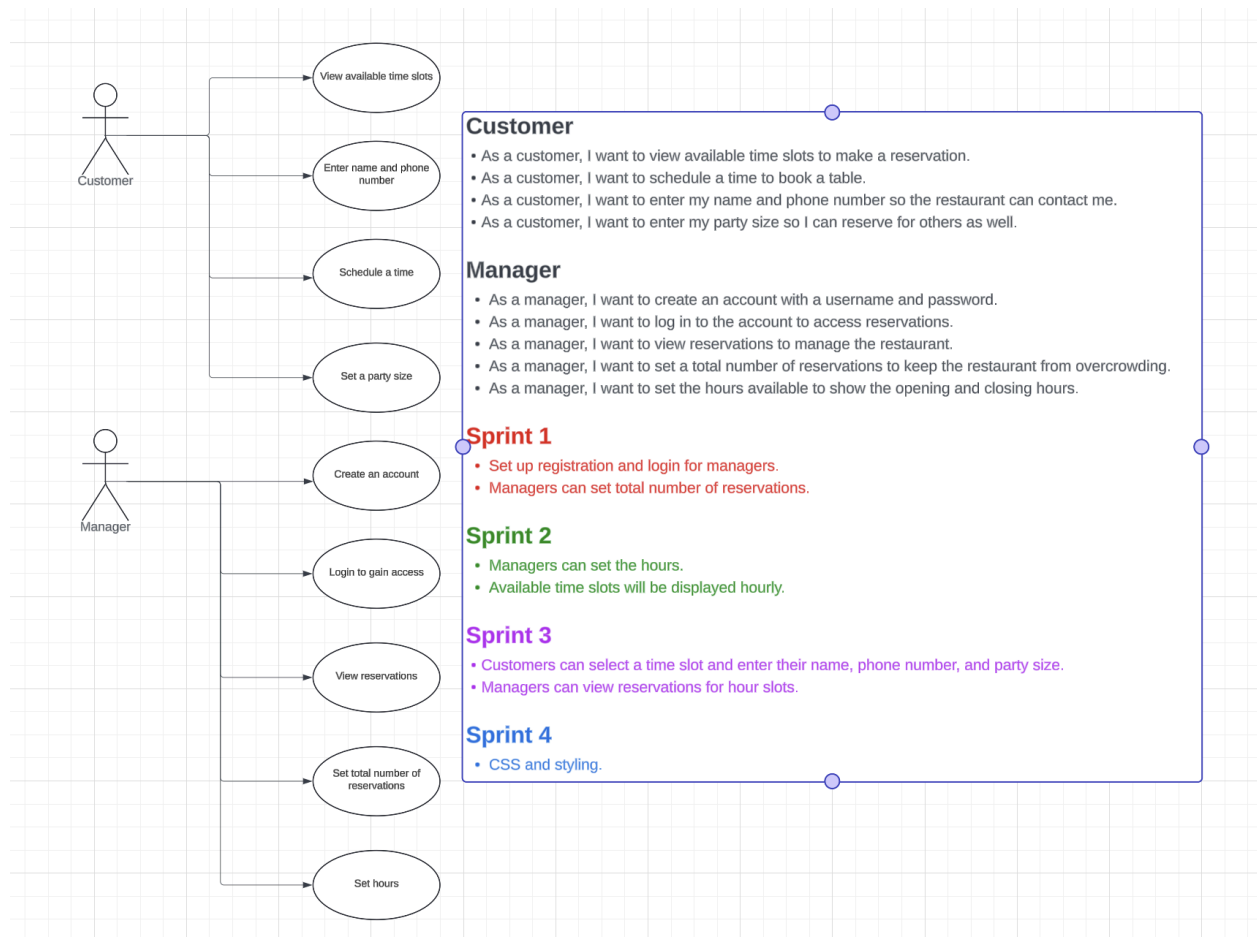 View available time slots
Customer
Enter name and phone
number
Schedule a time
Set a party size
Manager
Create an account
Login to gain access
View reservations
Set total number of
reservations
Set hours
Customer
• As a customer, I want to view available time slots to make a reservation.
• As a customer, I want to schedule a time to book a table.
• As a customer, I want to enter my name and phone number so the restaurant can contact me.
• As a customer, I want to enter my party size so I can reserve for others as well.
Manager
• As a manager, I want to create an account with a username and password.
• As a manager, I want to log in to the account to access reservations.
• As a manager, I want to view reservations to manage the restaurant.
• As a manager, I want to set a total number of reservations to keep the restaurant from overcrowding.
• As a manager, I want to set the hours available to show the opening and closing hours.
Sprint 1
• Set up registration and login for managers.
• Managers can set total number of reservations.
Sprint 2
• Managers can set the hours.
• Available time slots will be displayed hourly.
Sprint 3
• Customers can select a time slot and enter their name, phone number, and party size.
• Managers can view reservations for hour slots.
Sprint 4
• CSS and styling.